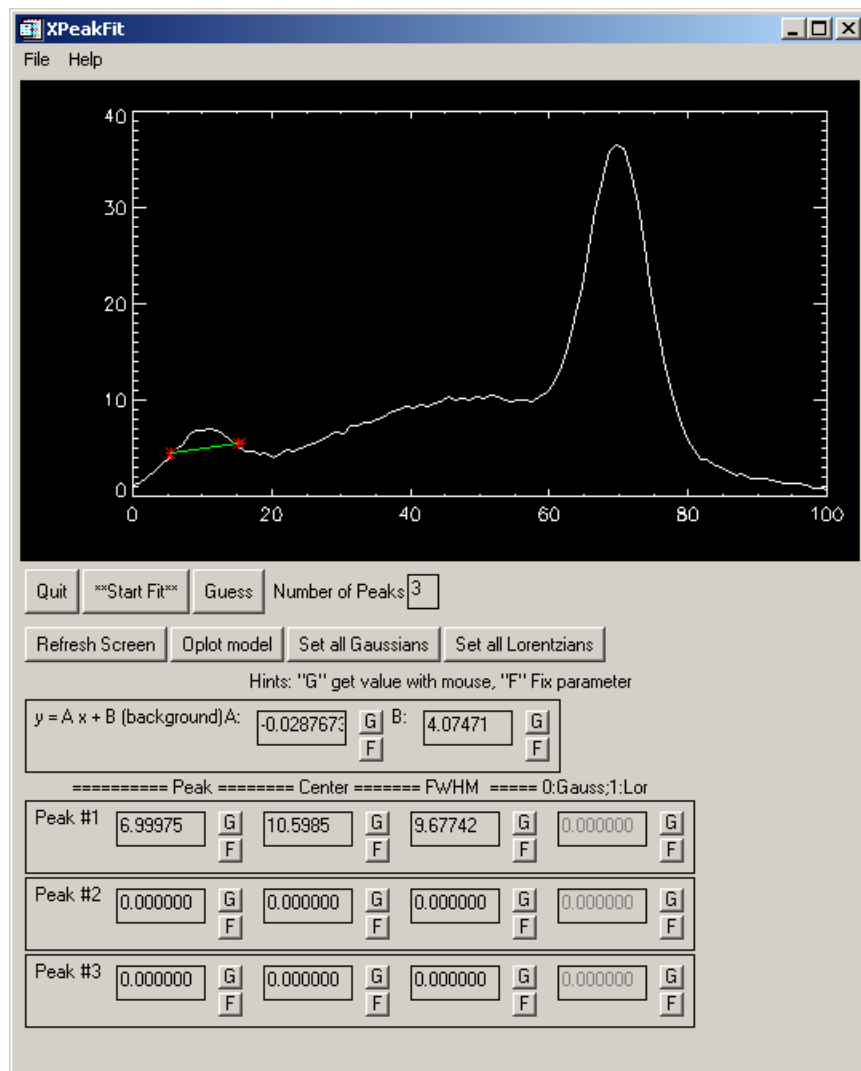 XPeakFit
File Help
40
30
20
10
0
0 20 40 60 80 100
Quit **Start Fit** Guess Number of Peaks 3
Refresh Screen Oplot model Set all Gaussians Set all Lorentzians
Hints: "G" get value with mouse, "F" Fix parameter
y = A x + B (background)A: -0.0287673 G B: 4.07471 G
F F
========== Peak ======== Center ======= FWHM ===== 0:Gauss;1:Lor
Peak #1 6.99975 G 10.5985 G 9.67742 G 0.000000 G
F F F F
Peak #2 0.000000 G 0.000000 G 0.000000 G 0.000000 G
F F F F
Peak #3 0.000000 G 0.000000 G 0.000000 G 0.000000 G
F F F F